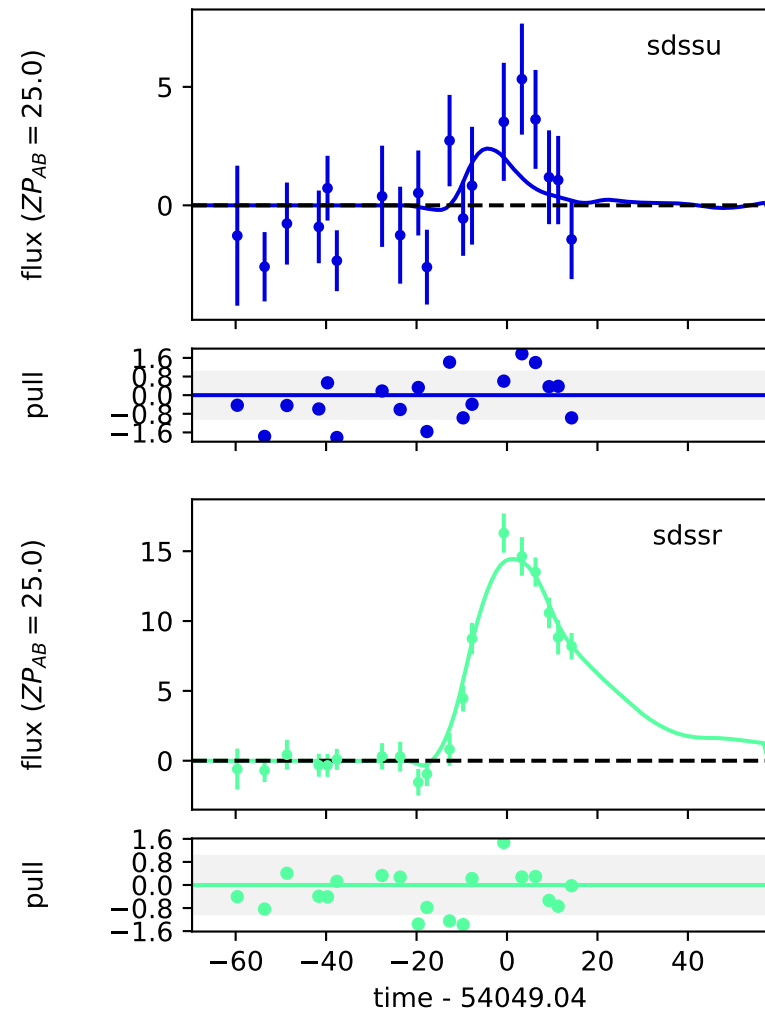 sdssu
flux (ZP_AB = 25.0)
5
0
pull
1.6
0.8
0.0
−0.8
−1.6
sdssr
flux (ZP_AB = 25.0)
15
10
5
0
pull
1.6
0.8
0.0
−0.8
−1.6
−60 −40 −20 0 20 40
time - 54049.04